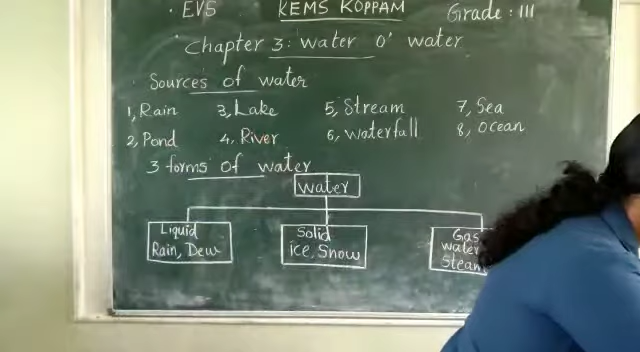 . EVS KEMS KOPPAM Grade : III
Chapter 3: Water O' water
Sources of water
1, Rain 3, Lake 5, Stream 7, Sea
2, Pond 4, River 6, Waterfall 8, Ocean
3 forms of water
Water
Liquid Solid Gas
Rain, Dew ice, Snow water
Steam